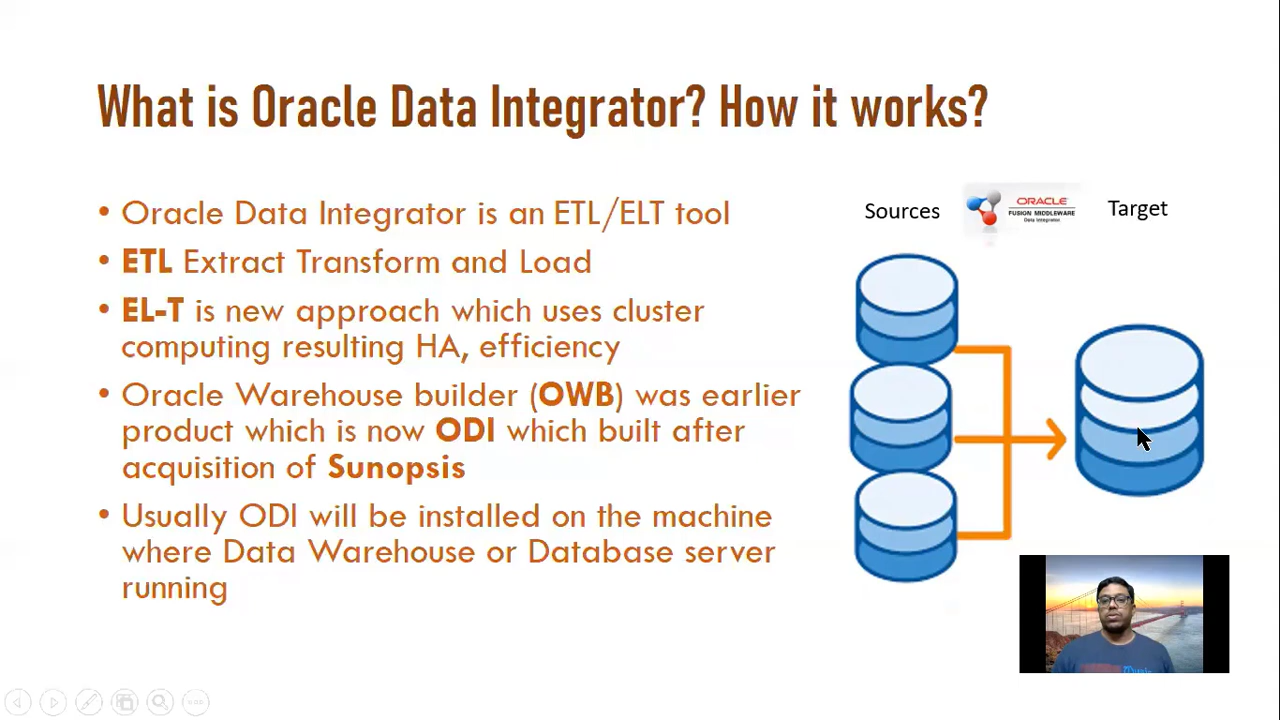 What is Oracle Data Integrator? How it works?
• Oracle Data Integrator is an ETL/ELT tool
• ETL Extract Transform and Load
• EL-T is new approach which uses cluster
computing resulting HA, efficiency
• Oracle Warehouse builder (OWB) was earlier
product which is now ODI which built after
acquisition of Sunopsis
• Usually ODI will be installed on the machine
where Data Warehouse or Database server
running
Sources
ORACLE
FUSION MIDDLEWARE
Data Integrator
Target